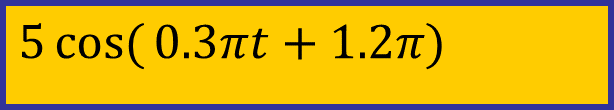 5 cos( 0.3𝜋𝑡 + 1.2𝜋)